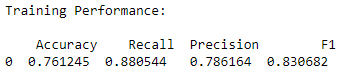 Training Performance:
Accuracy Recall Precision F1
0 0.761245 0.880544 0.786164 0.830682